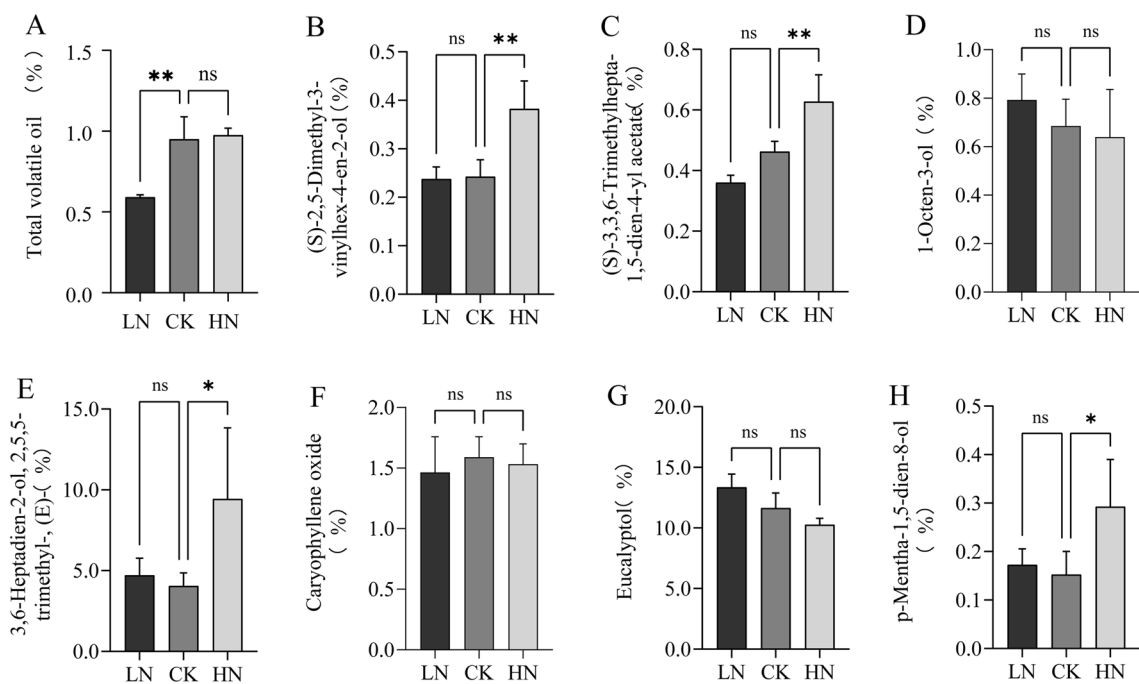 A
Total volatile oil （%）
1.5
1.0
0.5
0.0
** ns
LN CK HN
B
(S)-2,5-Dimethyl-3-
vinylhex-4-en-2-ol（%）
0.5
0.4
0.3
0.2
0.1
0.0
ns **
LN CK HN
C
(S)-3,3,6-Trimethylhepta-
1,5-dien-4-yl acetate（ %）
0.8
0.6
0.4
0.2
0.0
ns **
LN CK HN
D
1-Octen-3-ol（ %）
1.0
0.8
0.6
0.4
0.2
0.0
ns ns
LN CK HN
E
3,6-Heptadien-2-ol, 2,5,5-
trimethyl-, (E)-（ %）
15.0
10.0
5.0
0.0
ns *
LN CK HN
F
Caryophyllene oxide
（ %）
2.0
1.5
1.0
0.5
0.0
ns ns
LN CK HN
G
Eucalyptol（ %）
20.0
15.0
10.0
5.0
0.0
ns ns
LN CK HN
H
p-Mentha-1,5-dien-8-ol
（ %）
0.5
0.4
0.3
0.2
0.1
0.0
ns *
LN CK HN